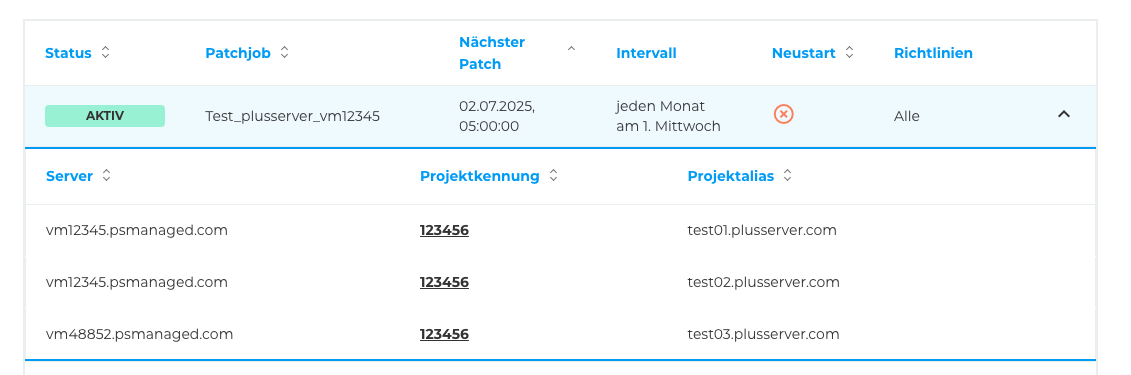 Status Patchjob Nächster Patch Intervall Neustart Richtlinien
AKTIV Test_plusserver_vm12345 02.07.2025, 05:00:00 jeden Monat am 1. Mittwoch Alle
Server Projektkennung Projektalias
vm12345.psmanaged.com 123456 test01.plusserver.com
vm12345.psmanaged.com 123456 test02.plusserver.com
vm48852.psmanaged.com 123456 test03.plusserver.com